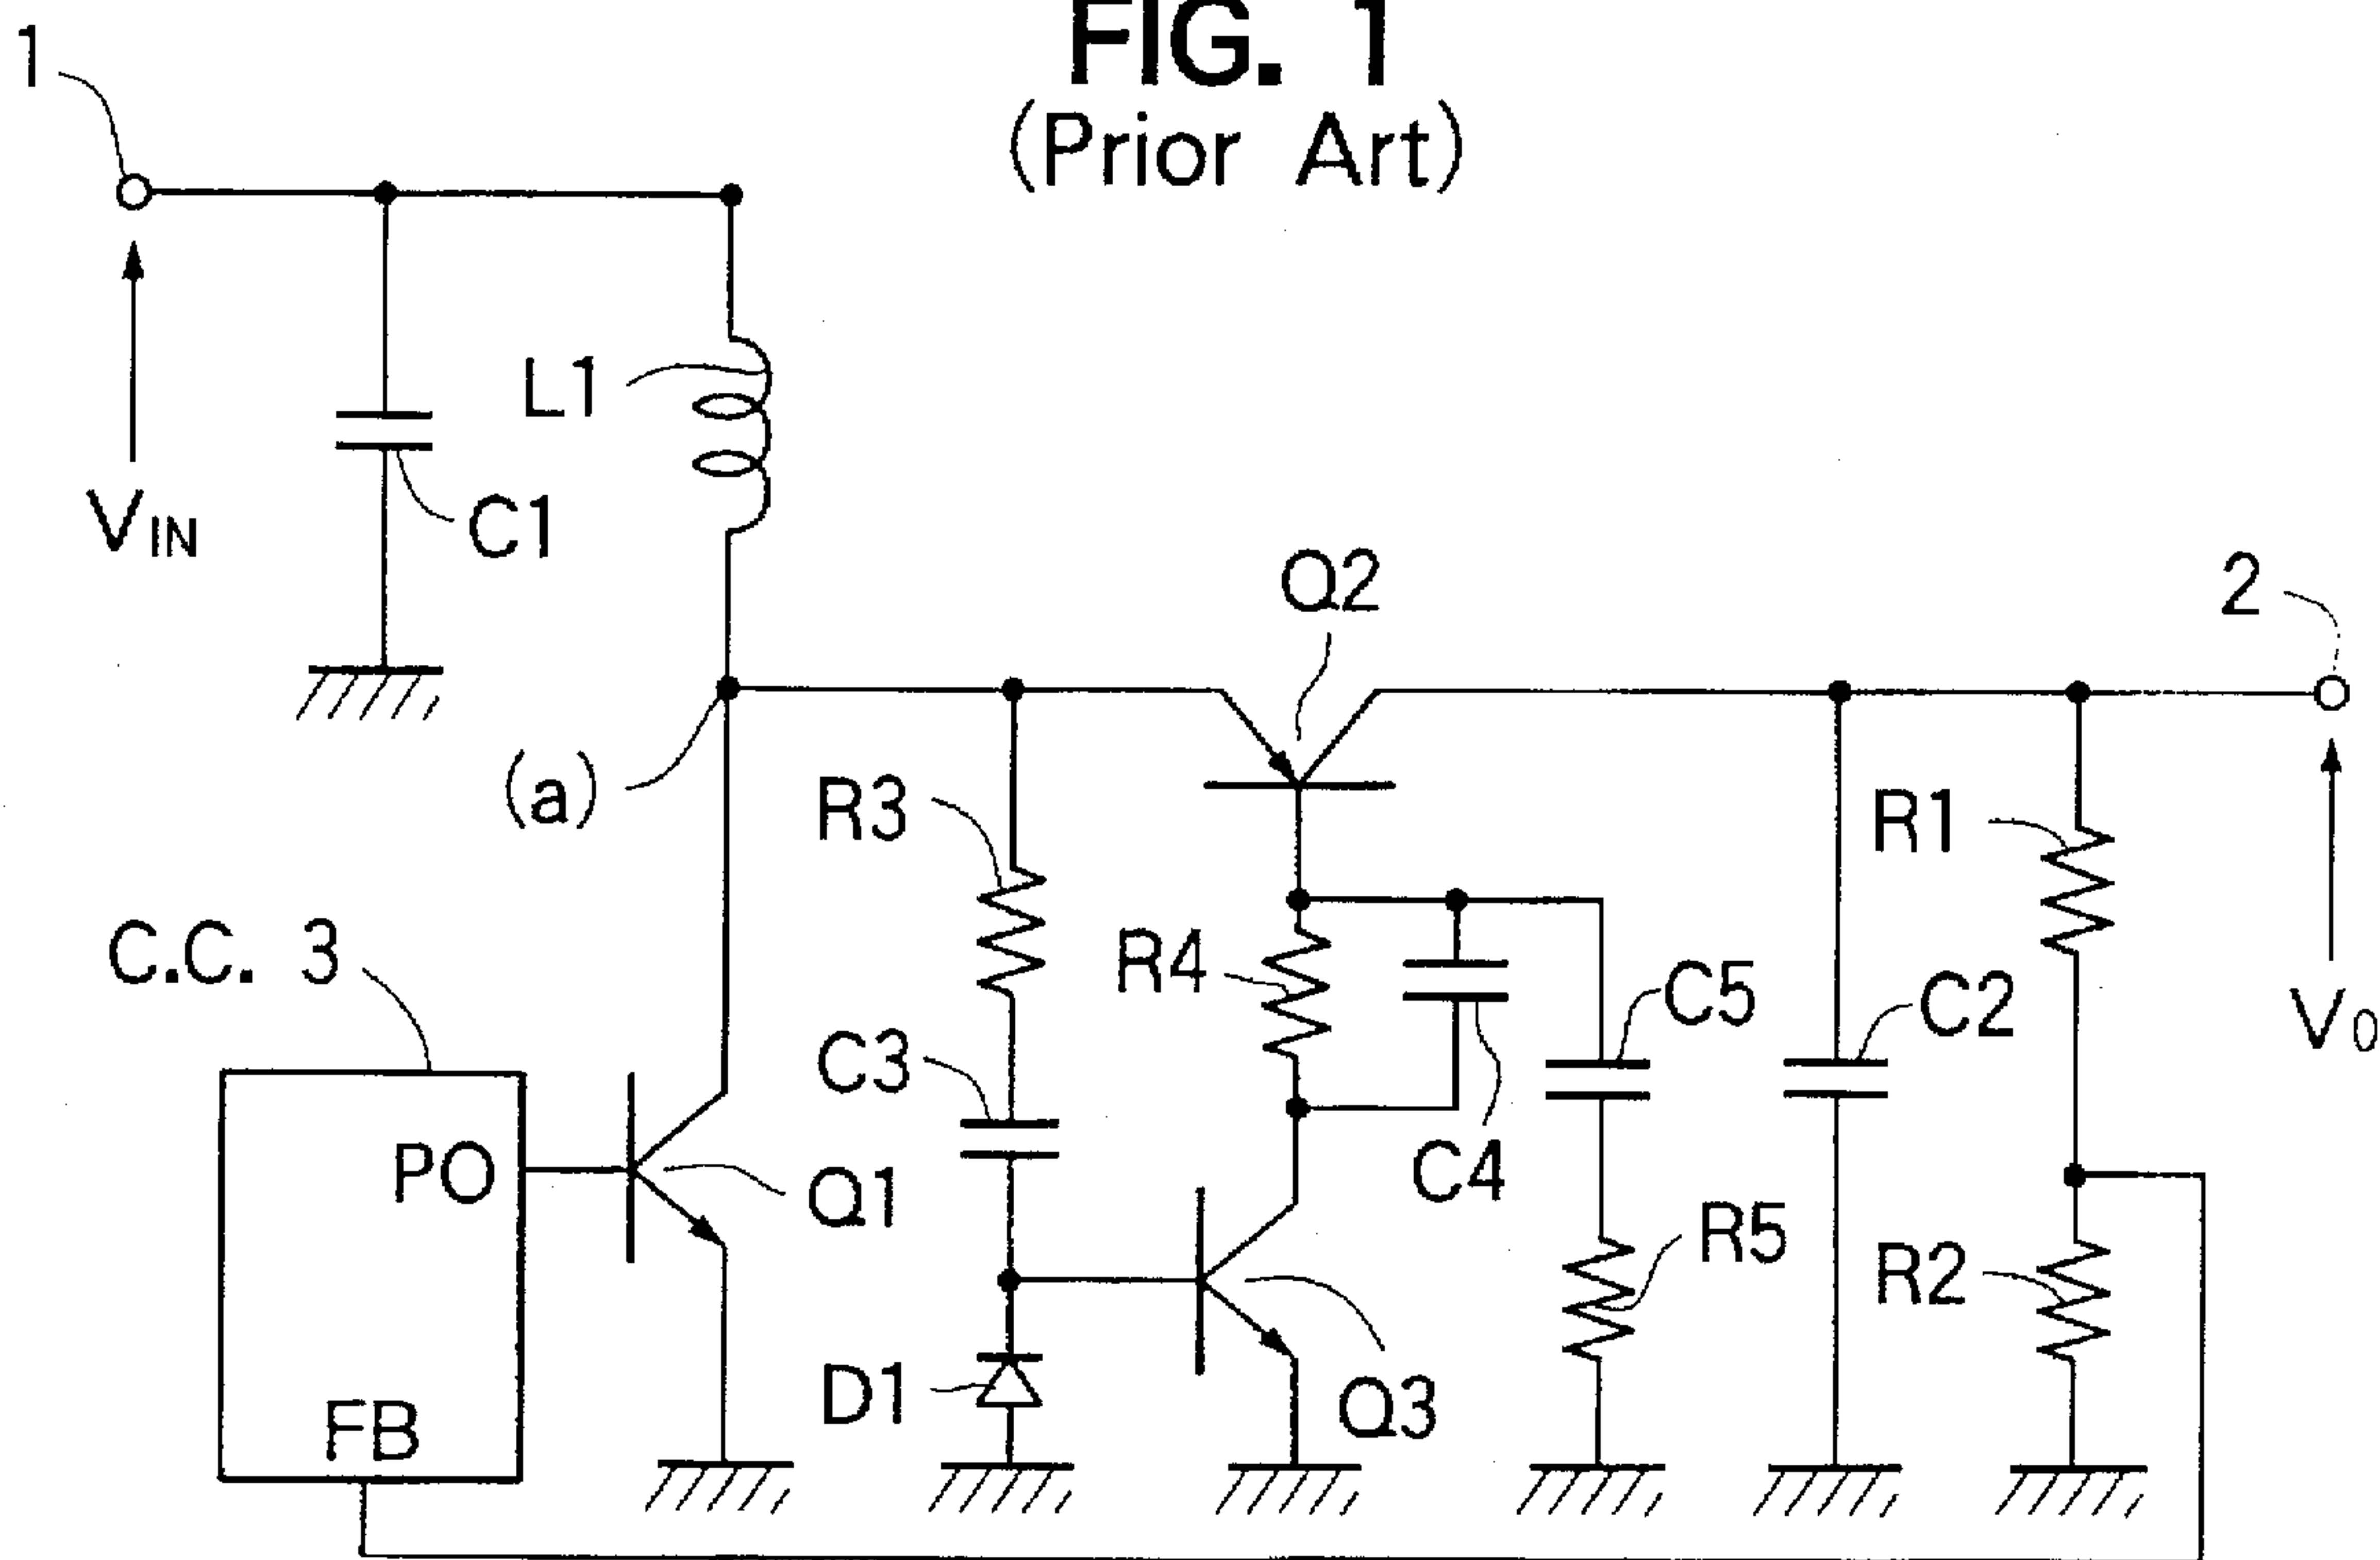 FIG. 1
(Prior Art)
1
L1
VIN
C1
Q2
2
(a)
R3
R1
C.C. 3
R4
C5
C2
VO
C3
PO
Q1
C4
R5
R2
D1
Q3
FB